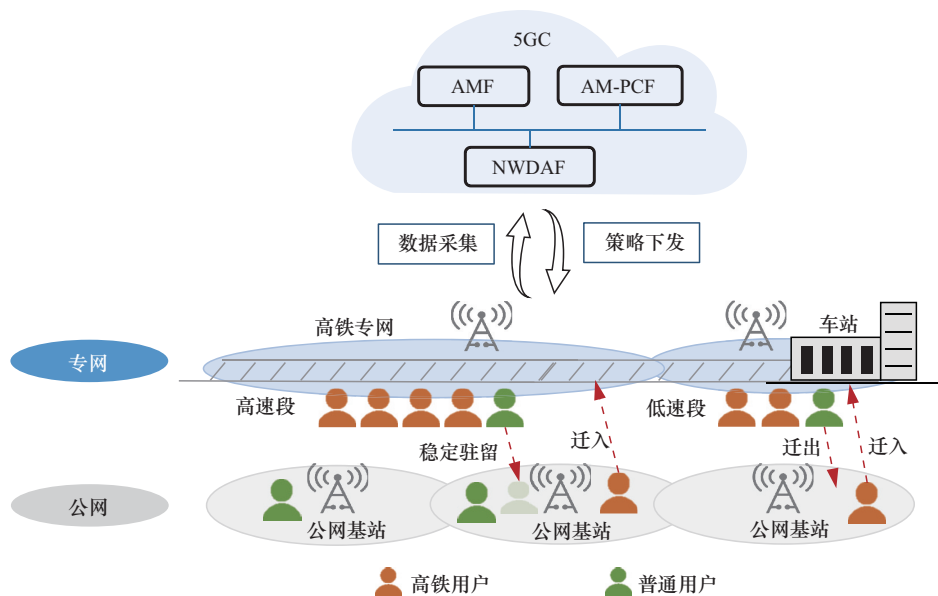 5GC
AMF
AM-PCF
NWDAF
数据采集
策略下发
高铁专网
车站
专网
高速段
低速段
稳定驻留
迁入
迁出
迁入
公网
公网基站
公网基站
公网基站
高铁用户
普通用户